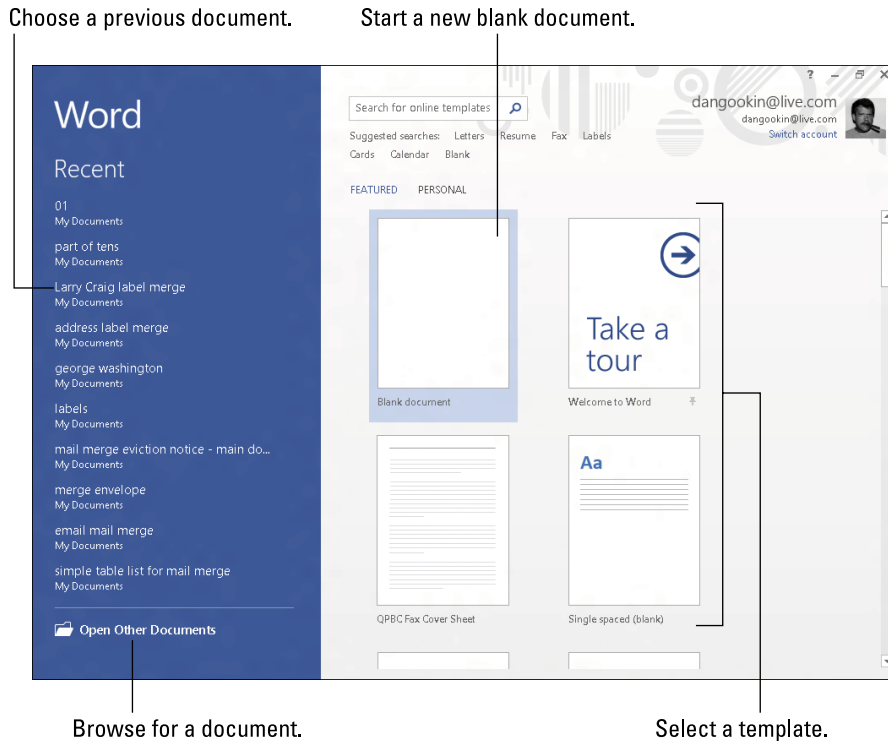 Choose a previous document.
Start a new blank document.
Word
Recent
01
My Documents
part of tens
My Documents
Larry Craig label merge
My Documents
address label merge
My Documents
george washington
My Documents
labels
My Documents
mail merge eviction notice - main do...
My Documents
merge envelope
My Documents
email mail merge
My Documents
simple table list for mail merge
My Documents
Open Other Documents
?
Search for online templates
dangookin@live.com
dangookin@live.com
Switch account
Suggested searches: Letters Resume Fax Labels
Cards Calendar Blank
FEATURED PERSONAL
Take a
tour
Blank document
Welcome to Word
Aa
QPBC Fax Cover Sheet
Single spaced (blank)
Browse for a document.
Select a template.